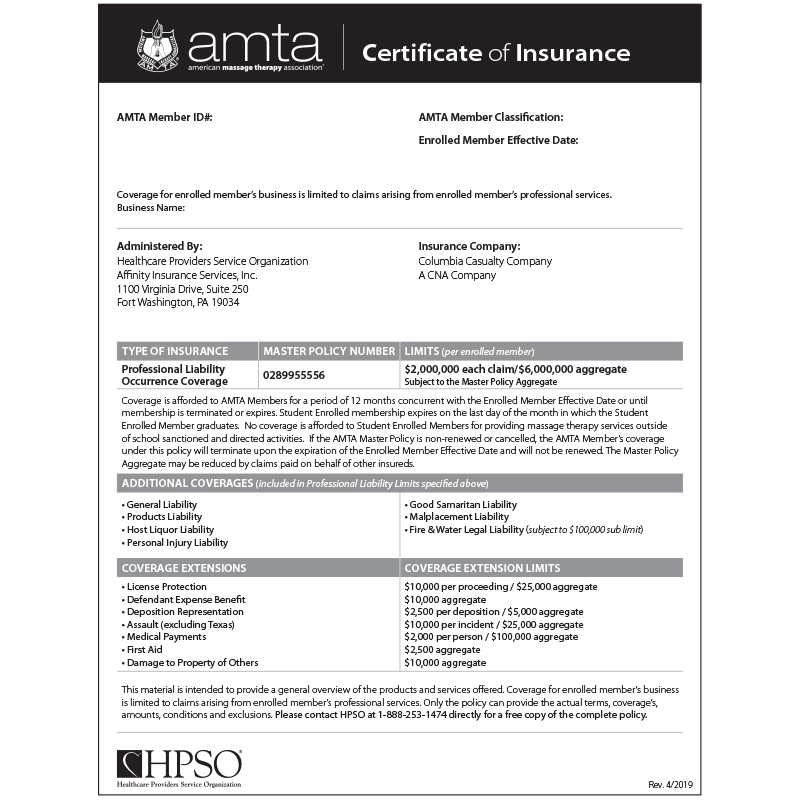 AMTA
amta
american massage therapy association®
Certificate of Insurance
AMTA Member ID#:
AMTA Member Classification:
Enrolled Member Effective Date:
Coverage for enrolled member's business is limited to claims arising from enrolled member's professional services.
Business Name:
Administered By:
Healthcare Providers Service Organization
Affinity Insurance Services, Inc.
1100 Virginia Drive, Suite 250
Fort Washington, PA 19034
Insurance Company:
Columbia Casualty Company
A CNA Company
TYPE OF INSURANCE MASTER POLICY NUMBER LIMITS (per enrolled member)
Professional Liability
Occurrence Coverage
0289955556
$2,000,000 each claim/$6,000,000 aggregate
Subject to the Master Policy Aggregate
Coverage is afforded to AMTA Members for a period of 12 months concurrent with the Enrolled Member Effective Date or until
membership is terminated or expires. Student Enrolled membership expires on the last day of the month in which the Student
Enrolled Member graduates. No coverage is afforded to Student Enrolled Members for providing massage therapy services outside
of school sanctioned and directed activities. If the AMTA Master Policy is non-renewed or cancelled, the AMTA Member's coverage
under this policy will terminate upon the expiration of the Enrolled Member Effective Date and will not be renewed. The Master Policy
Aggregate may be reduced by claims paid on behalf of other insureds.
ADDITIONAL COVERAGES (included in Professional Liability Limits specified above)
• General Liability
• Products Liability
• Host Liquor Liability
• Personal Injury Liability
• Good Samaritan Liability
• Malplacement Liability
• Fire & Water Legal Liability (subject to $100,000 sub limit)
COVERAGE EXTENSIONS COVERAGE EXTENSION LIMITS
• License Protection $10,000 per proceeding / $25,000 aggregate
• Defendant Expense Benefit $10,000 aggregate
• Deposition Representation $2,500 per deposition / $5,000 aggregate
• Assault (excluding Texas) $10,000 per incident / $25,000 aggregate
• Medical Payments $2,000 per person / $100,000 aggregate
• First Aid $2,500 aggregate
• Damage to Property of Others $10,000 aggregate
This material is intended to provide a general overview of the products and services offered. Coverage for enrolled member's business
is limited to claims arising from enrolled member's professional services. Only the policy can provide the actual terms, coverage's,
amounts, conditions and exclusions. Please contact HPSO at 1-888-253-1474 directly for a free copy of the complete policy.
HPSO®
Healthcare Providers Service Organization
Rev. 4/2019